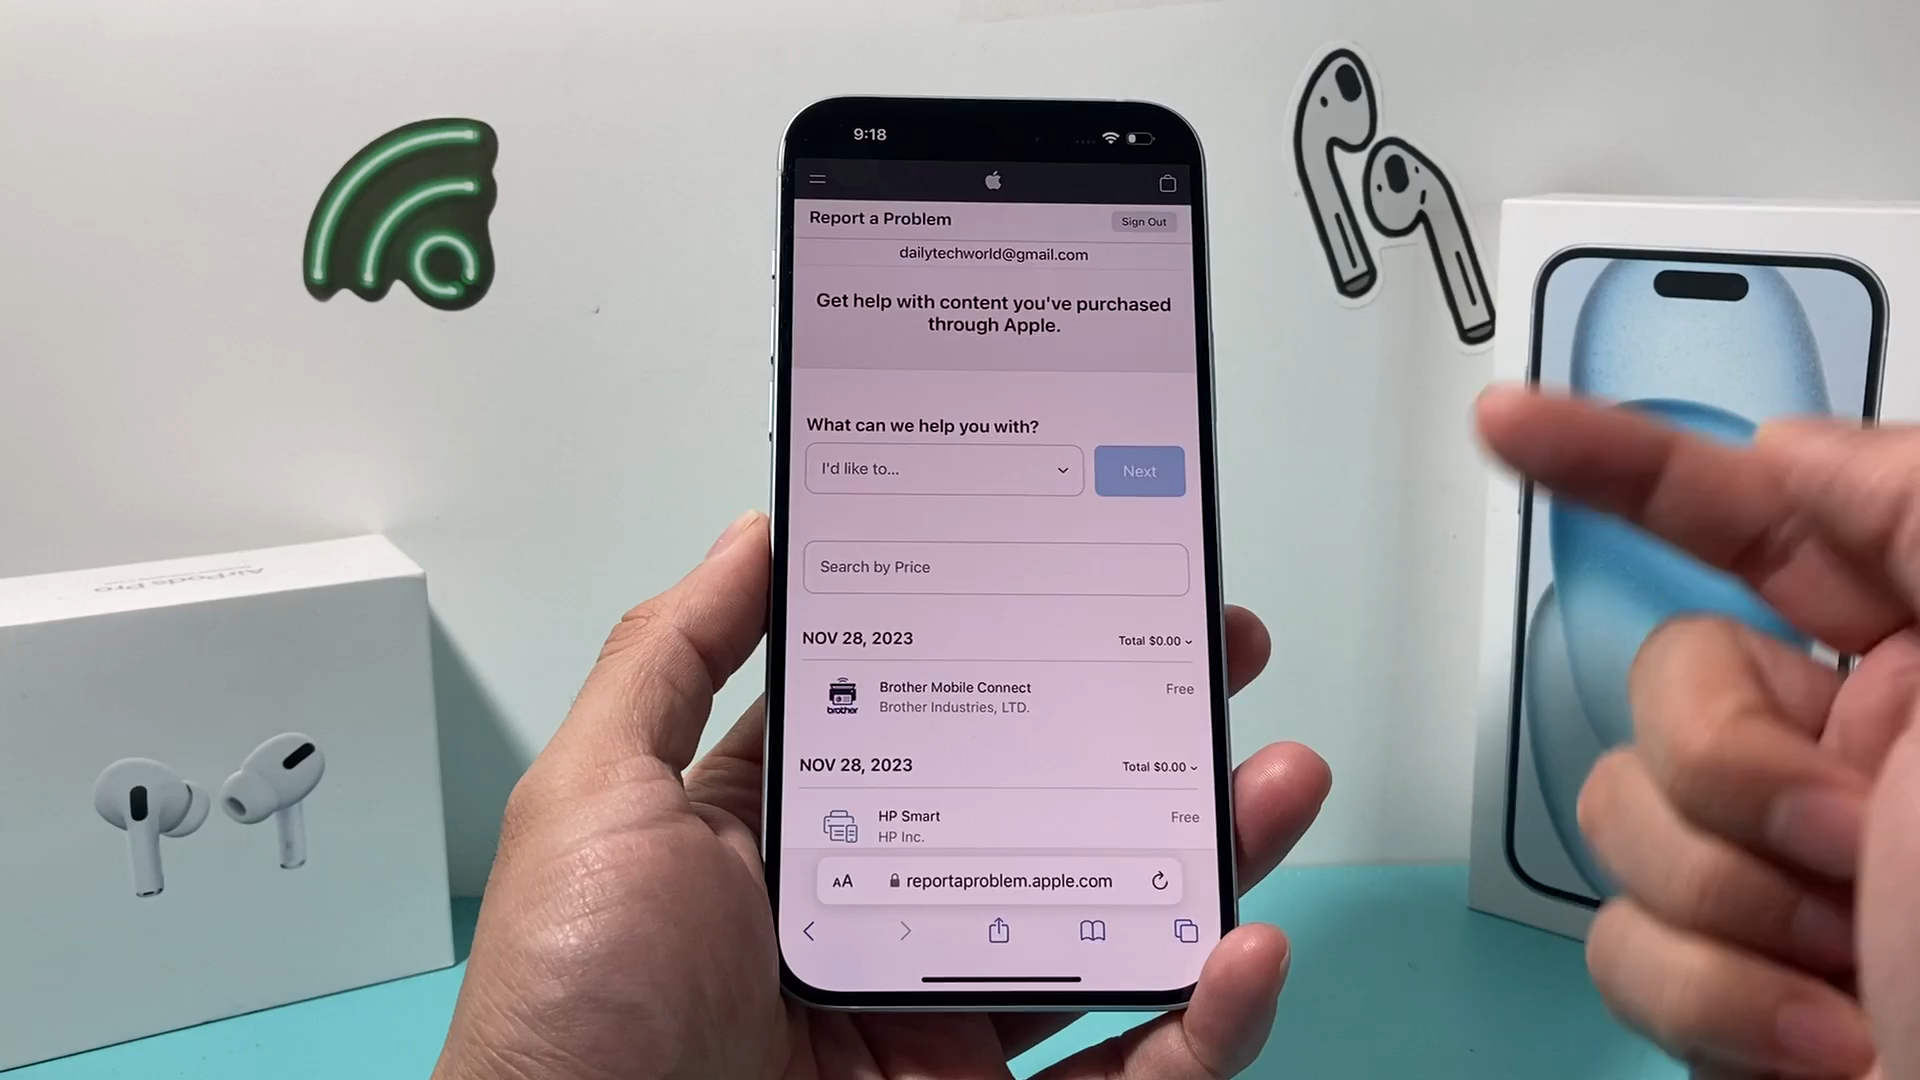 9:18
Report a Problem
Sign Out
dailytechworld@gmail.com
Get help with content you've purchased
through Apple.
What can we help you with?
I'd like to...
Next
Search by Price
NOV 28, 2023
Total $0.00
Brother Mobile Connect
Free
brother
Brother Industries, LTD.
NOV 28, 2023
Total $0.00
HP Smart
Free
HP Inc.
AA
reportaproblem.apple.com
AirPods Pro